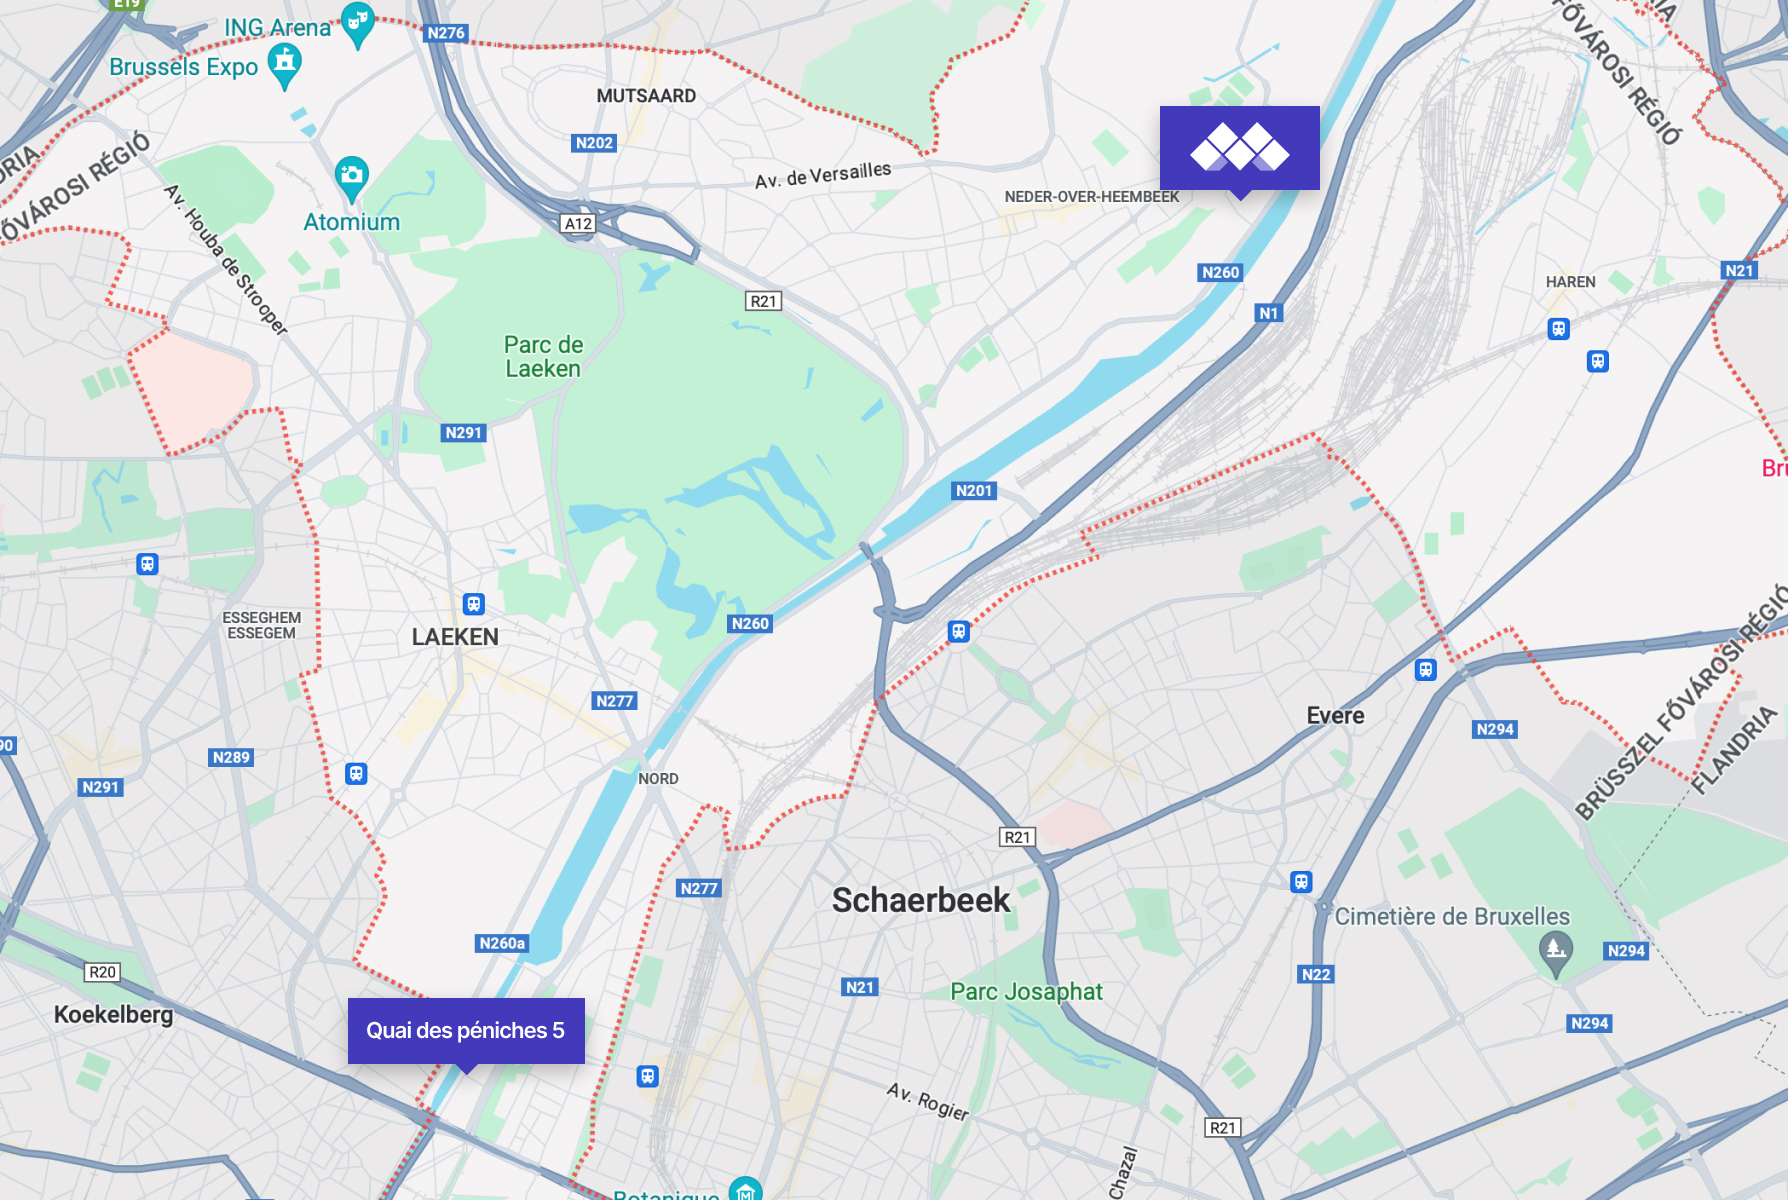 E19
ING Arena
N276
Brussels Expo
MUTSAARD
N202
FŐVÁROSI RÉGIÓ
FŐVÁROSI RÉGIÓ
Av. de Versailles
NEDER-OVER-HEEMBEEK
Av. Houba de Strooper
Atomium
A12
N260
N21
HAREN
R21
N1
Parc de
Laeken
N291
N201
ESSEGHEM
ESSEGEM
LAEKEN
N260
N277
Evere
N294
BRÜSSZEL FŐVÁROSI RÉGIÓ
FLANDRIA
90
N289
NORD
N291
R21
N277
Schaerbeek
Cimetière de Bruxelles
N260a
N294
R20
N21
N22
Parc Josaphat
Koekelberg
Quai des péniches 5
N294
Av. Rogier
R21
Chazal
Botanique